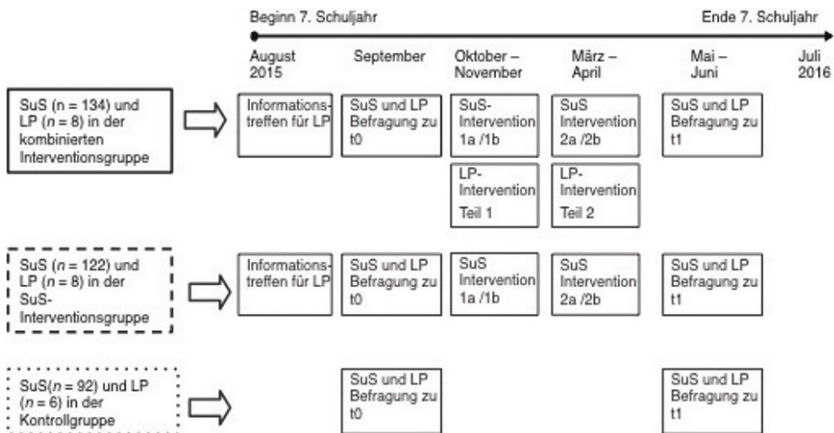 Beginn 7. Schuljahr
Ende 7. Schuljahr
August
2015
September
Oktober –
November
März –
April
Mai –
Juni
Juli
2016
SuS (n = 134) und
LP (n = 8) in der
kombinierten
Interventionsgruppe
Informations-
treffen für LP
SuS und LP
Befragung zu
t0
SuS-
Intervention
1a /1b
SuS
Intervention
2a /2b
SuS und LP
Befragung zu
t1
LP-
Intervention
Teil 1
LP-
Intervention
Teil 2
SuS (n = 122) und
LP (n = 8) in der
SuS-
Interventionsgruppe
Informations-
treffen für LP
SuS und LP
Befragung zu
t0
SuS
Intervention
1a /1b
SuS
Intervention
2a /2b
SuS und LP
Befragung zu
t1
SuS(n = 92) und LP
(n = 6) in der
Kontrollgruppe
SuS und LP
Befragung zu
t0
SuS und LP
Befragung zu
t1